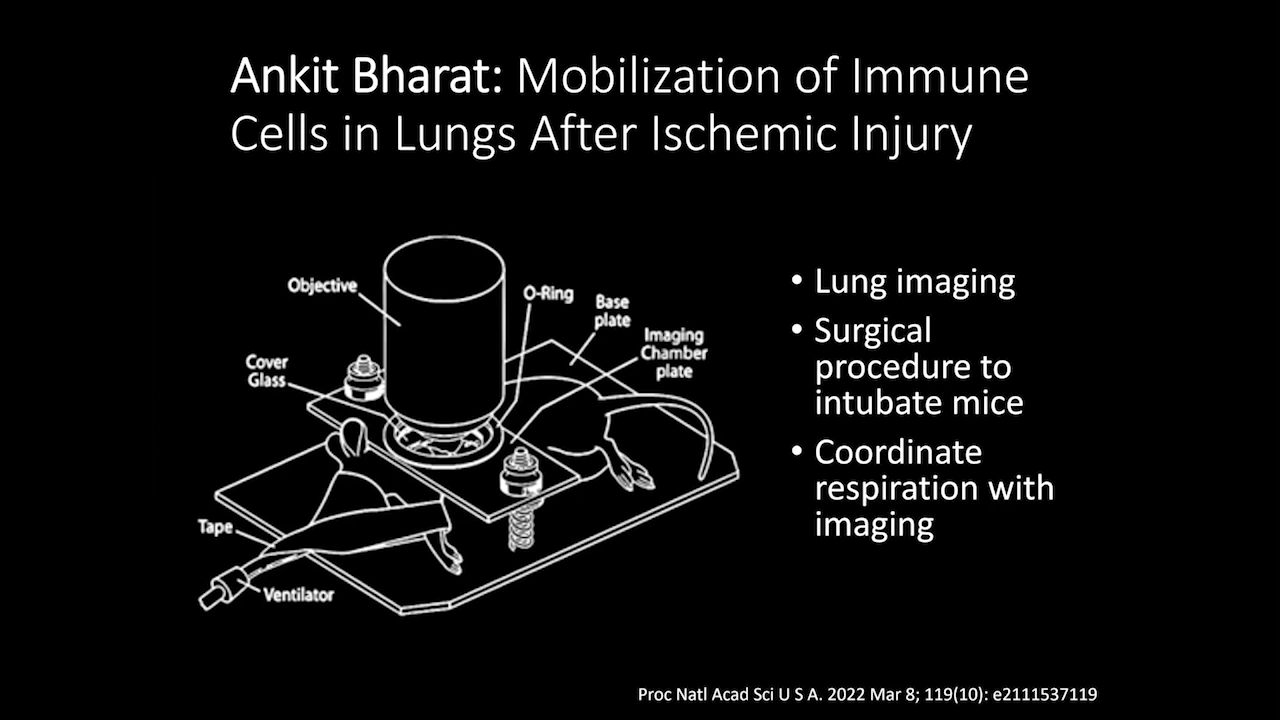 Ankit Bharat: Mobilization of Immune
Cells in Lungs After Ischemic Injury
Objective
O-Ring
Base
plate
Imaging
Chamber
plate
Cover
Glass
Tape
Ventilator
• Lung imaging
• Surgical
procedure to
intubate mice
• Coordinate
respiration with
imaging
Proc Natl Acad Sci U S A. 2022 Mar 8; 119(10): e2111537119